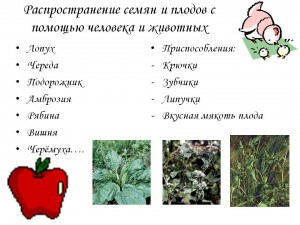 Распространение семян и плодов с
помощью человека и животных
• Лопух
• Череда
• Подорожник
• Амброзия
• Рябина
• Вишня
• Черёмуха….
• Приспособления:
- Крючки
- Зубчики
- Липучки
- Вкусная мякоть плода